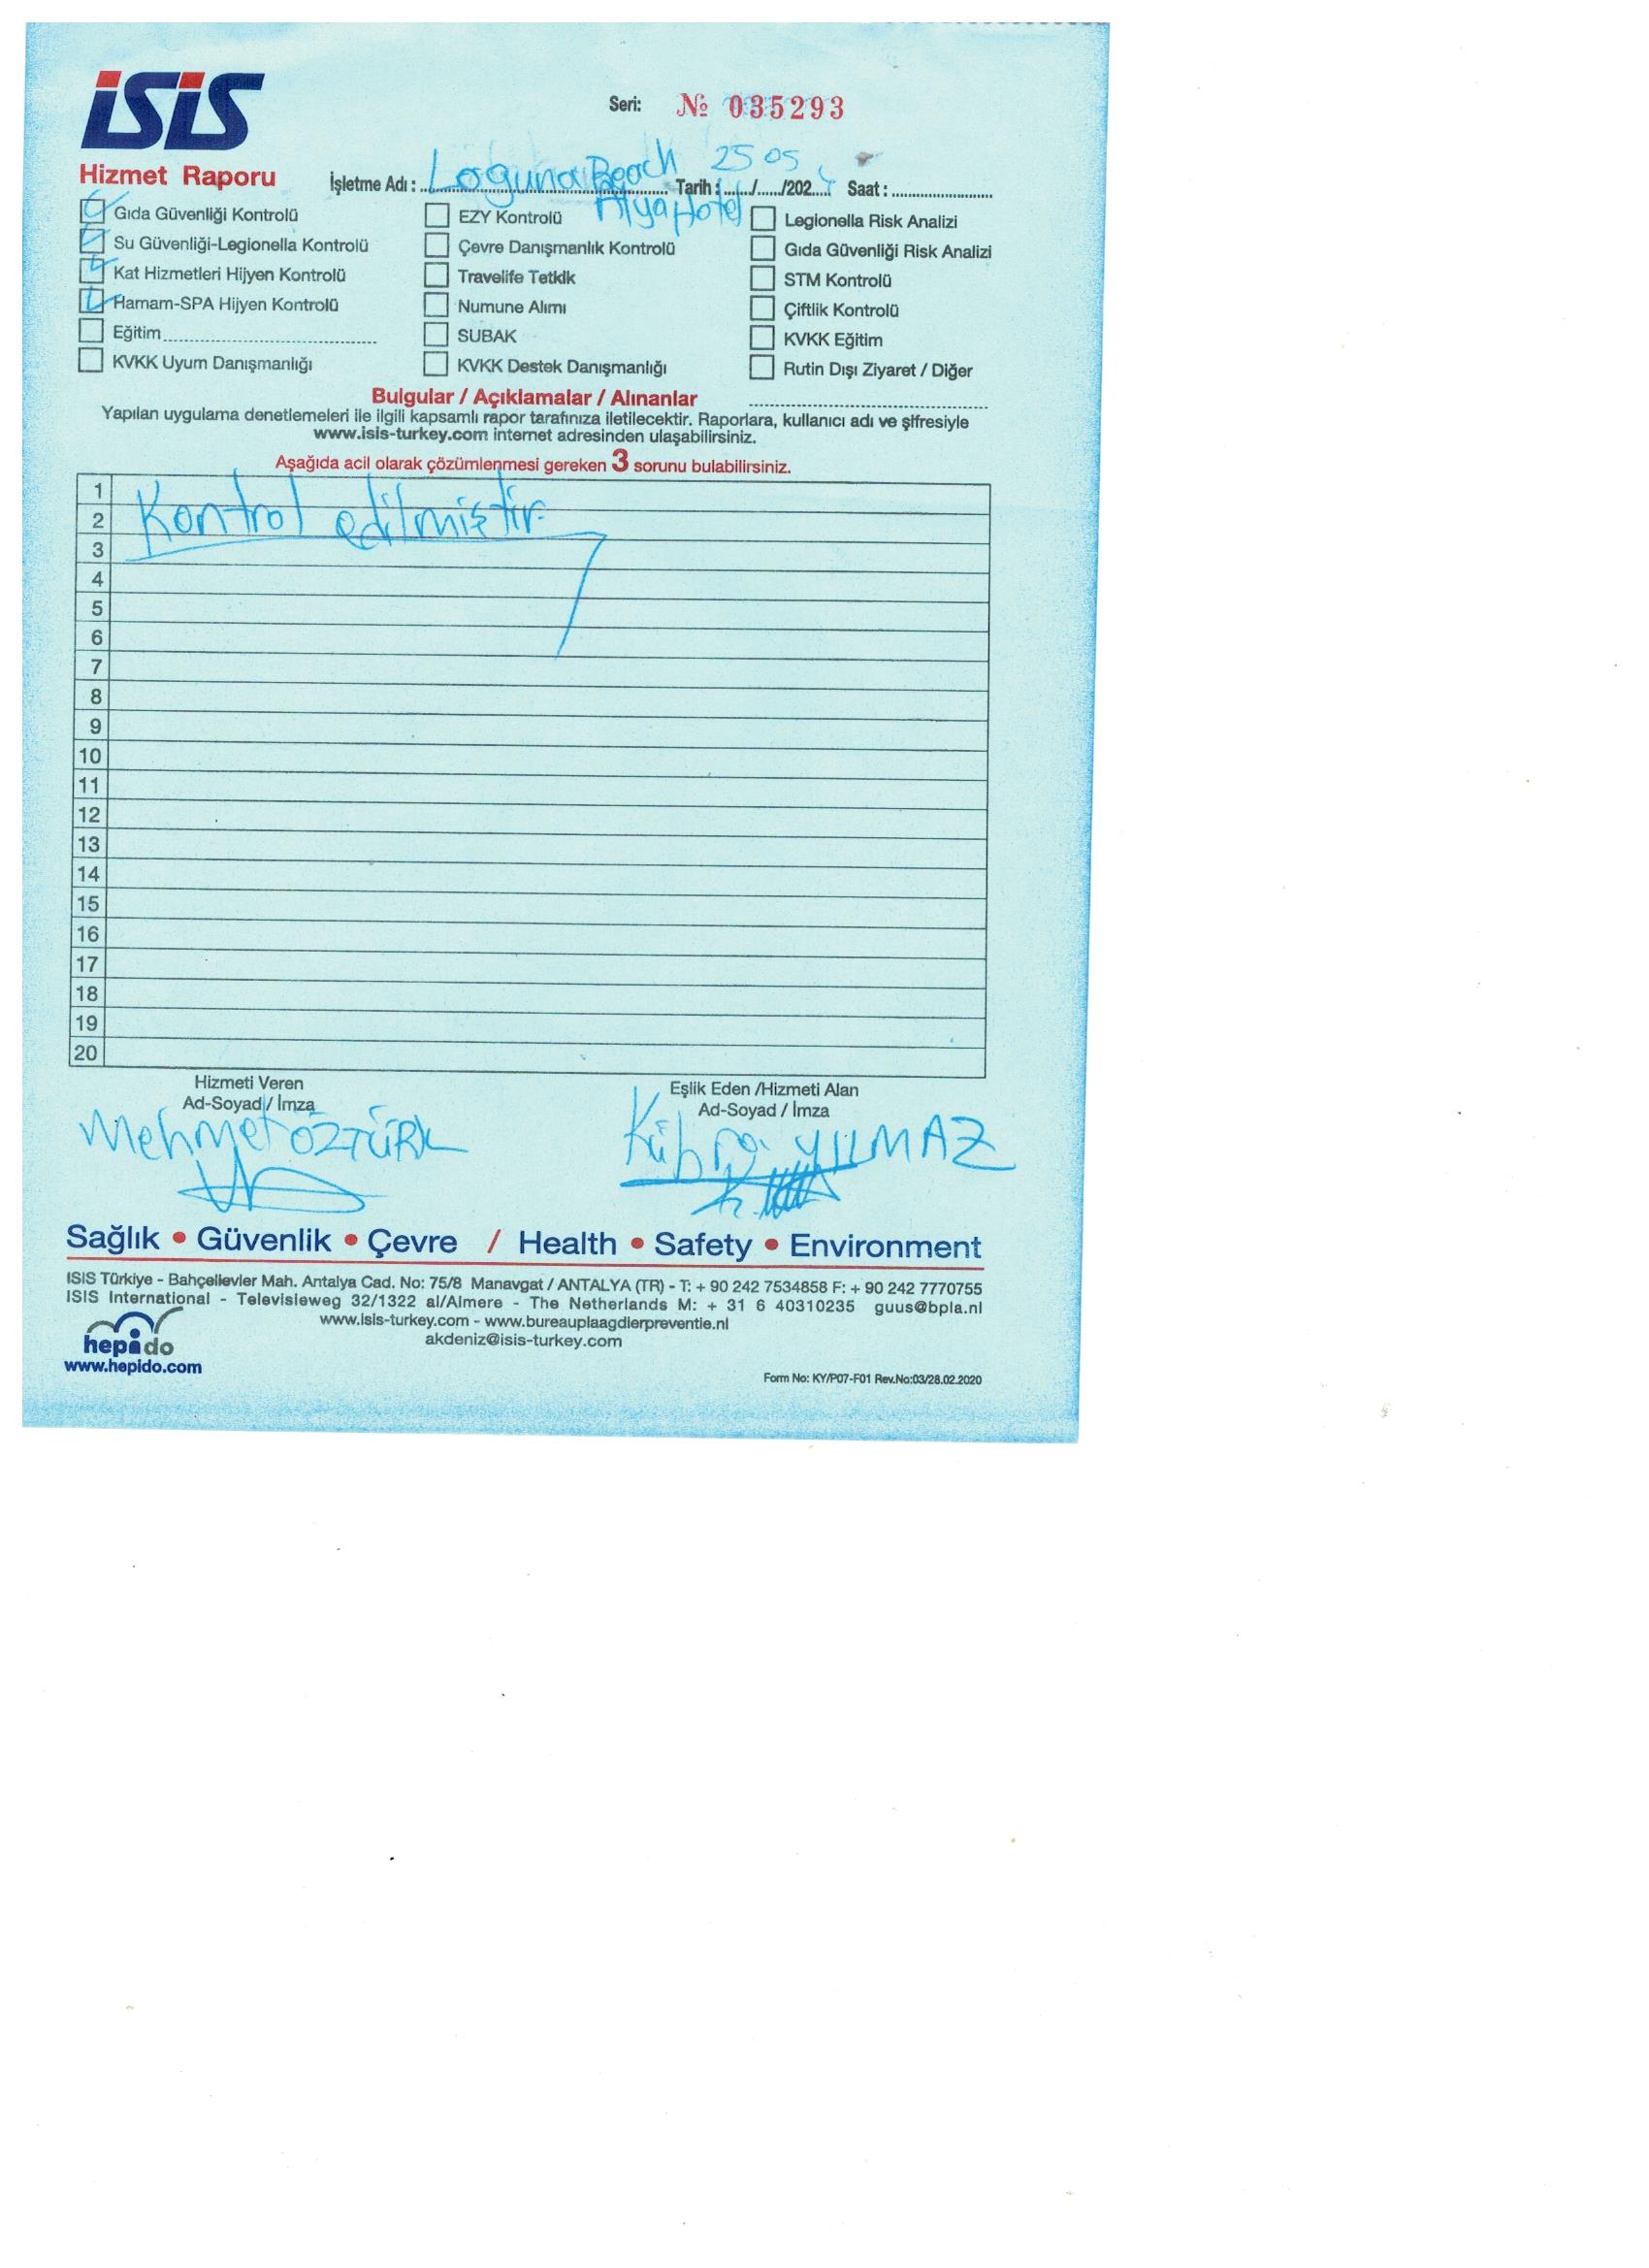 isis
Seri: № 035293
Hizmet Raporu
İşletme Adı : Laguna Beach Tarih : 25/05/2024 Saat :
Alya Hotel
Gıda Güvenliği Kontrolü
Su Güvenliği-Legionella Kontrolü
Kat Hizmetleri Hijyen Kontrolü
Hamam-SPA Hijyen Kontrolü
Eğitim
KVKK Uyum Danışmanlığı
EZY Kontrolü
Çevre Danışmanlık Kontrolü
Travelife Tetkik
Numune Alımı
SUBAK
KVKK Destek Danışmanlığı
Legionella Risk Analizi
Gıda Güvenliği Risk Analizi
STM Kontrolü
Çiftlik Kontrolü
KVKK Eğitim
Rutin Dışı Ziyaret / Diğer
Bulgular / Açıklamalar / Alınanlar
Yapılan uygulama denetlemeleri ile ilgili kapsamlı rapor tarafınıza iletilecektir. Raporlara, kullanıcı adı ve şifresiyle
www.isis-turkey.com internet adresinden ulaşabilirsiniz.
Aşağıda acil olarak çözümlenmesi gereken 3 sorunu bulabilirsiniz.
1
2 Kontrol edilmiştir.
3
4
5
6
7
8
9
10
11
12
13
14
15
16
17
18
19
20
Hizmeti Veren
Ad-Soyad / İmza
Mehmet ÖZTÜRK
Eşlik Eden /Hizmeti Alan
Ad-Soyad / İmza
Kübra YILMAZ
Sağlık • Güvenlik • Çevre / Health • Safety • Environment
ISIS Türkiye - Bahçelievler Mah. Antalya Cad. No: 75/8 Manavgat / ANTALYA (TR) - T: + 90 242 7534858 F: + 90 242 7770755
ISIS International - Televisieweg 32/1322 al/Almere - The Netherlands M: + 31 6 40310235 guus@bpla.nl
www.isis-turkey.com - www.bureauplaagdierpreventie.nl
akdeniz@isis-turkey.com
hepido
www.hepido.com
Form No: KY/P07-F01 Rev.No:03/28.02.2020